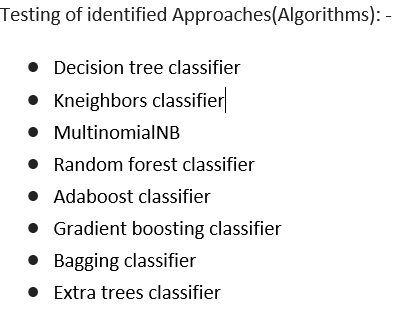 Testing of identified Approaches(Algorithms): -
● Decision tree classifier
● Kneighbors classifier
● MultinomialNB
● Random forest classifier
● Adaboost classifier
● Gradient boosting classifier
● Bagging classifier
● Extra trees classifier